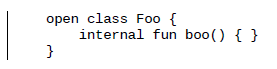 open class Foo {
    internal fun boo() { }
}